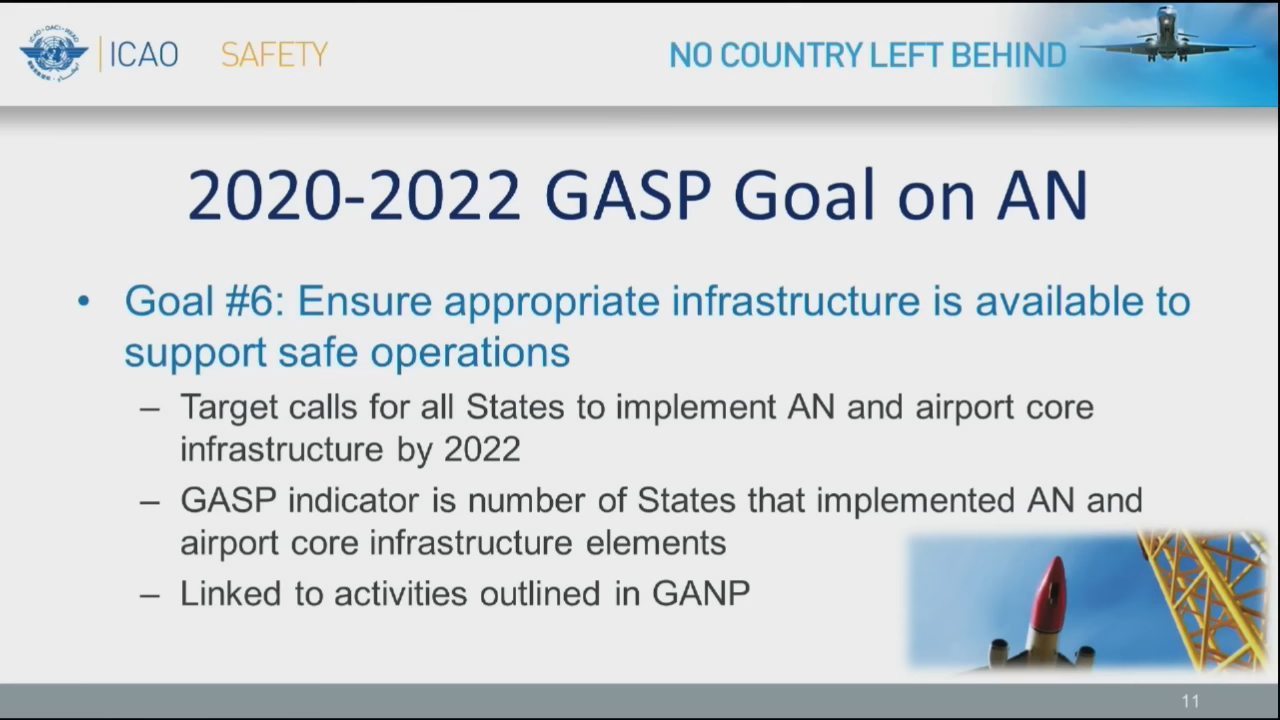 ICAO SAFETY
NO COUNTRY LEFT BEHIND
2020-2022 GASP Goal on AN
• Goal #6: Ensure appropriate infrastructure is available to
support safe operations
– Target calls for all States to implement AN and airport core
infrastructure by 2022
– GASP indicator is number of States that implemented AN and
airport core infrastructure elements
– Linked to activities outlined in GANP
11